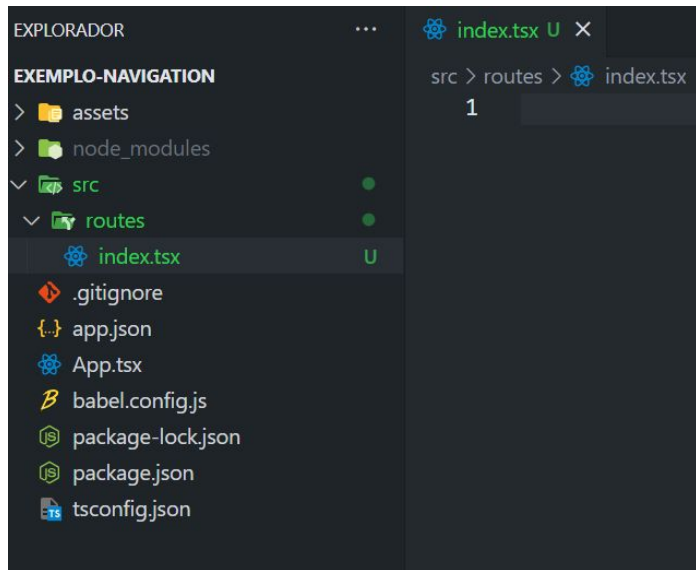 EXPLORADOR ...
EXEMPLO-NAVIGATION
assets
node_modules
src
routes
index.tsx U
.gitignore
app.json
App.tsx
babel.config.js
package-lock.json
package.json
tsconfig.json
index.tsx U
src > routes > index.tsx
1